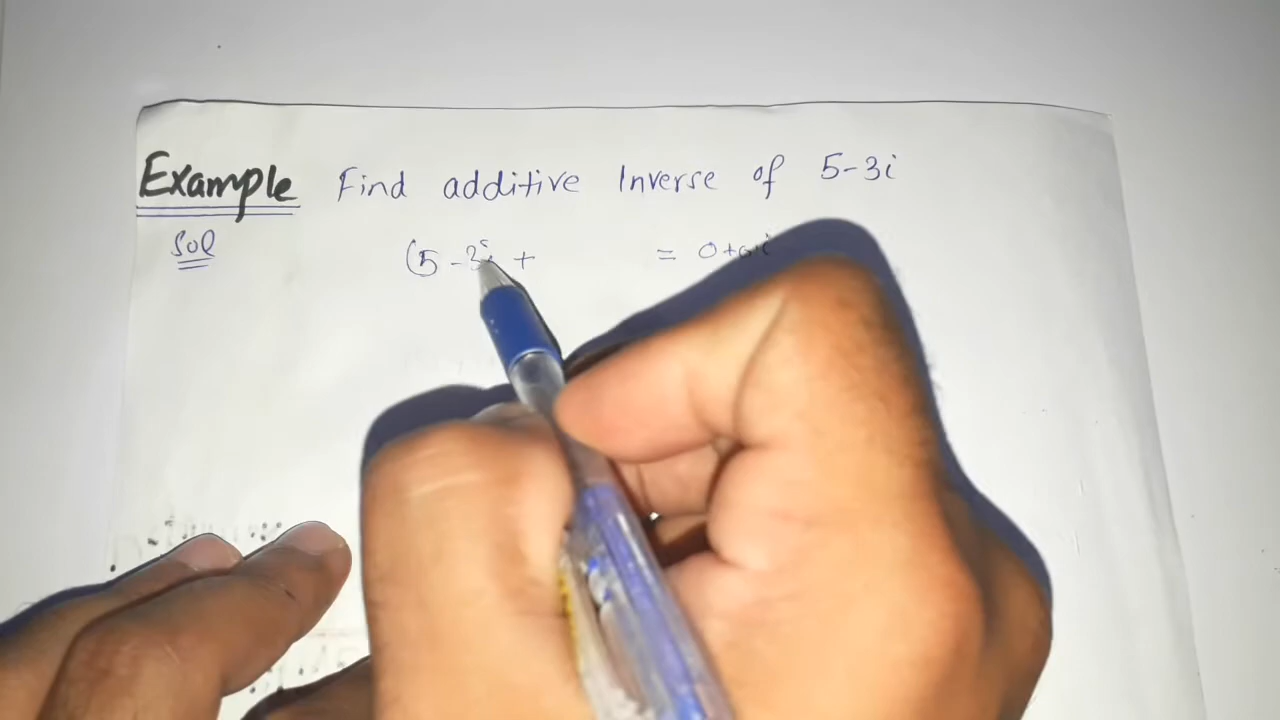 Example Find additive Inverse of 5-3i
Sol (5-3i + = 0+0i